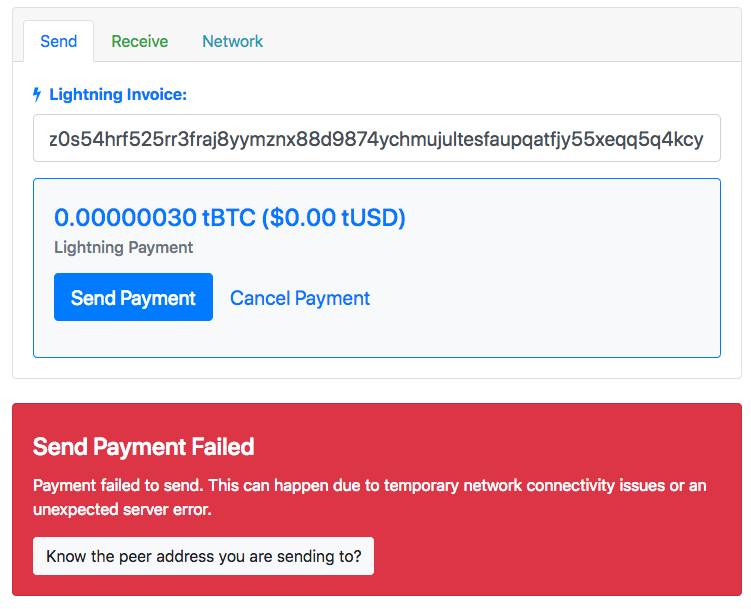 Send Receive Network
Lightning Invoice:
z0s54hrf525rr3fraj8yymznx88d9874ychmujultesfaupqatfjy55xeqq5q4kcy
0.00000030 tBTC ($0.00 tUSD)
Lightning Payment
Send Payment Cancel Payment
Send Payment Failed
Payment failed to send. This can happen due to temporary network connectivity issues or an
unexpected server error.
Know the peer address you are sending to?